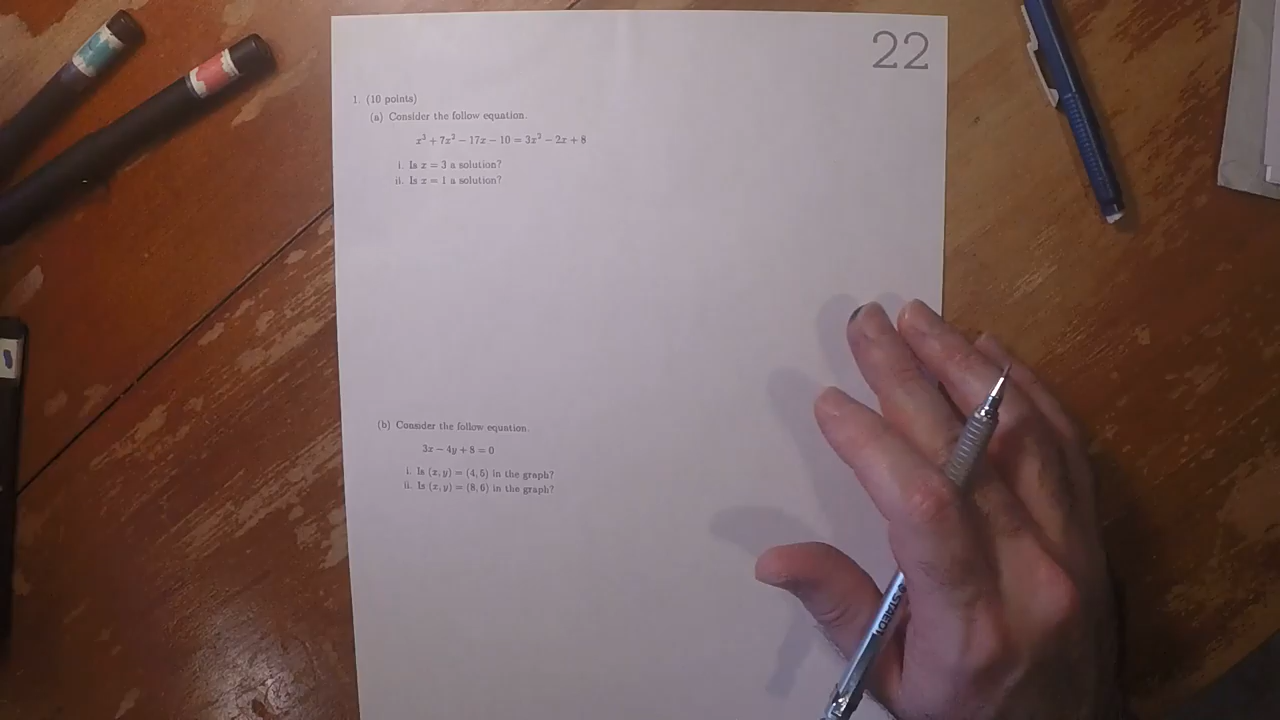 22
1. (10 points)
(a) Consider the follow equation.
x³ + 7x² − 17x − 10 = 3x² − 2x + 8
i. Is x = 3 a solution?
ii. Is x = 1 a solution?
(b) Consider the follow equation.
3x − 4y + 8 = 0
i. Is (x, y) = (4, 5) in the graph?
ii. Is (x, y) = (8, 6) in the graph?